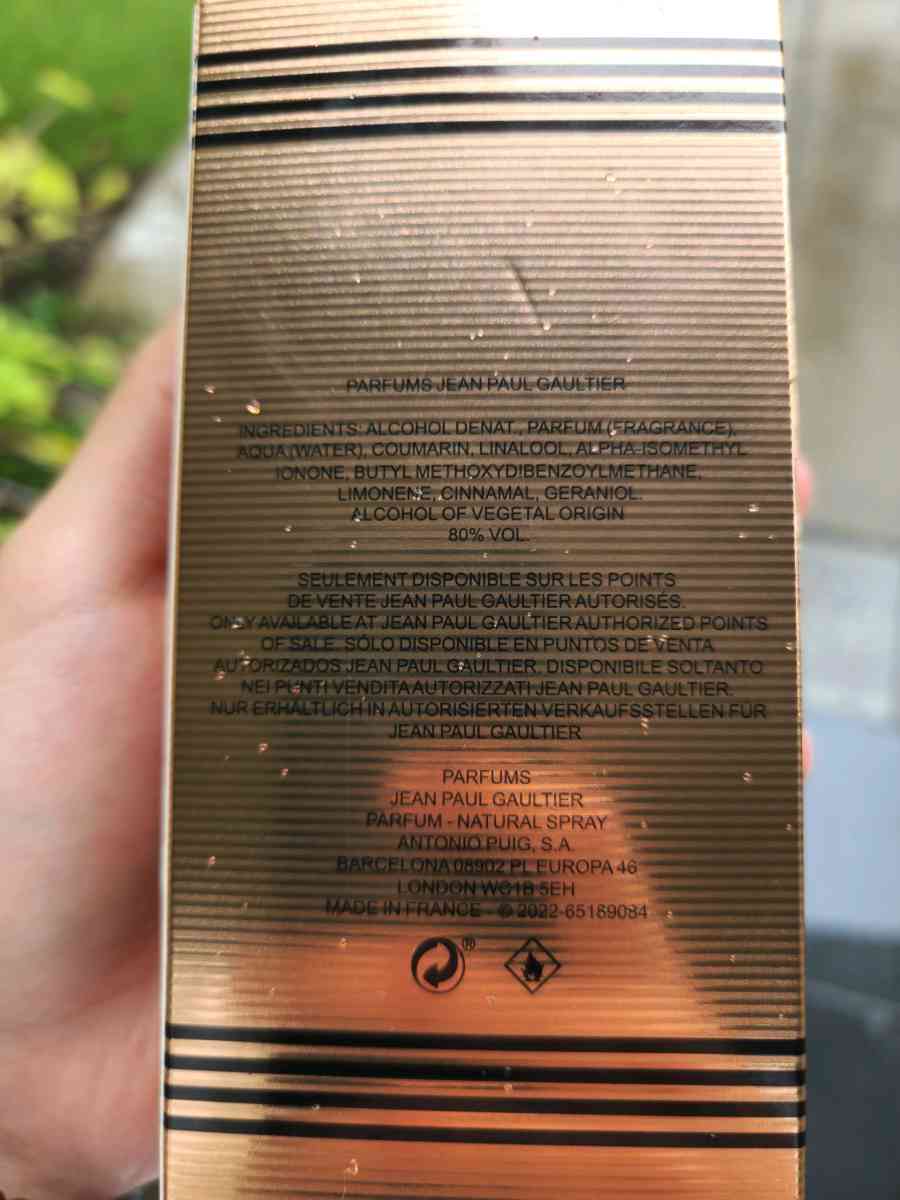 PARFUMS JEAN PAUL GAULTIER
INGREDIENTS: ALCOHOL DENAT., PARFUM (FRAGRANCE),
AQUA (WATER), COUMARIN, LINALOOL, ALPHA-ISOMETHYL
IONONE, BUTYL METHOXYDIBENZOYLMETHANE,
LIMONENE, CINNAMAL, GERANIOL.
ALCOHOL OF VEGETAL ORIGIN
80% VOL.
SEULEMENT DISPONIBLE SUR LES POINTS
DE VENTE JEAN PAUL GAULTIER AUTORISÉS.
ONLY AVAILABLE AT JEAN PAUL GAULTIER AUTHORIZED POINTS
OF SALE. SÓLO DISPONIBLE EN PUNTOS DE VENTA
AUTORIZADOS JEAN PAUL GAULTIER. DISPONIBILE SOLTANTO
NEI PUNTI VENDITA AUTORIZZATI JEAN PAUL GAULTIER.
NUR ERHÄLTLICH IN AUTORISIERTEN VERKAUFSSTELLEN FÜR
JEAN PAUL GAULTIER
PARFUMS
JEAN PAUL GAULTIER
PARFUM - NATURAL SPRAY
ANTONIO PUIG, S.A.
BARCELONA 08902 PL EUROPA 46
LONDON WC1B 5EH
MADE IN FRANCE - © 2022-65189084
®